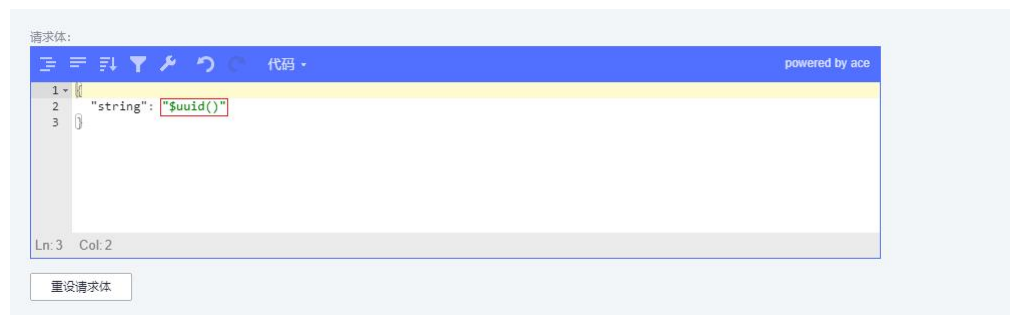 请求体:
代码
powered by ace
1 {
2 "string": "$uuid()"
3 }
Ln: 3 Col: 2
重设请求体